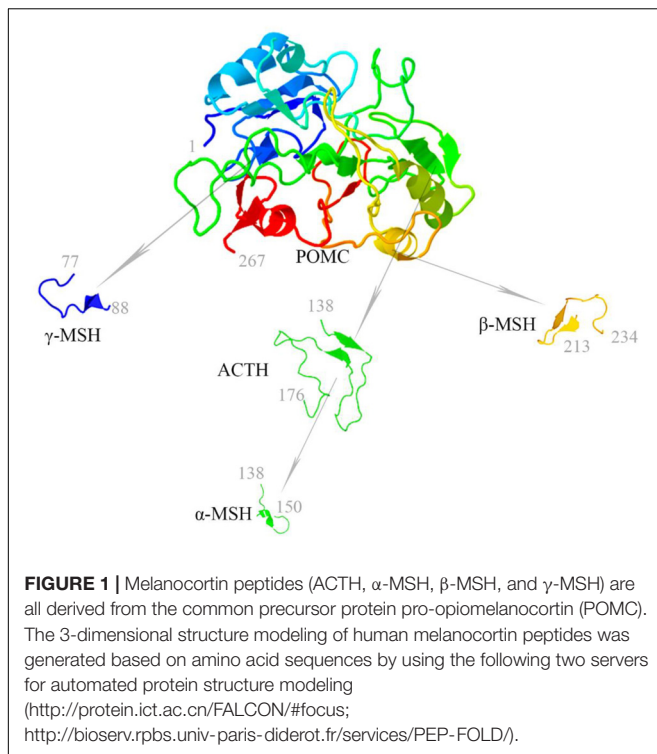 1
267
POMC
77
88
γ-MSH
138
ACTH
176
β-MSH
213
234
138
150
α-MSH
FIGURE 1 | Melanocortin peptides (ACTH, α-MSH, β-MSH, and γ-MSH) are
all derived from the common precursor protein pro-opiomelanocortin (POMC).
The 3-dimensional structure modeling of human melanocortin peptides was
generated based on amino acid sequences by using the following two servers
for automated protein structure modeling
(http://protein.ict.ac.cn/FALCON/#focus;
http://bioserv.rpbs.univ-paris-diderot.fr/services/PEP-FOLD/).